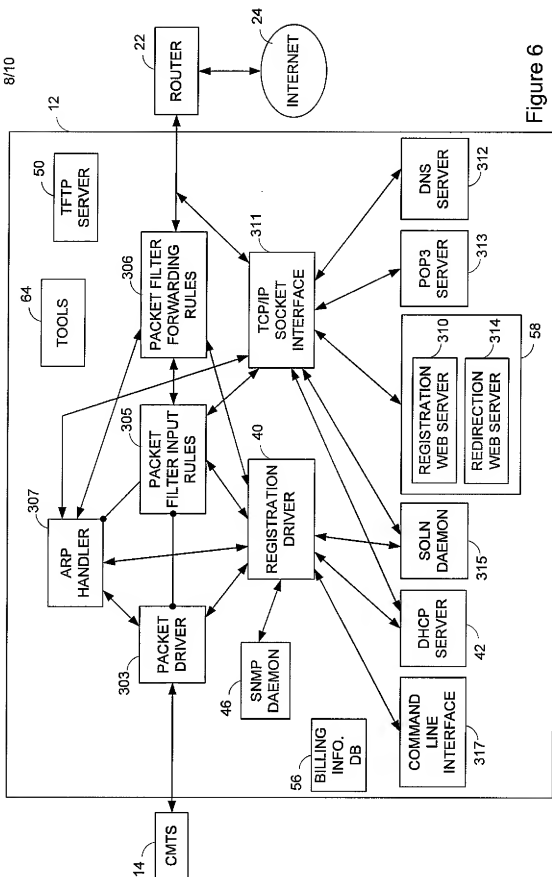 8/10
12
22
ROUTER
24
INTERNET
50
TFTP
SERVER
64
TOOLS
307
ARP
HANDLER
305
PACKET
FILTER INPUT
RULES
306
PACKET FILTER
FORWARDING
RULES
303
PACKET
DRIVER
14
CMTS
46
SNMP
DAEMON
40
REGISTRATION
DRIVER
311
TCP/IP
SOCKET
INTERFACE
56
BILLING
INFO.
DB
COMMAND
LINE
INTERFACE
317
DHCP
SERVER
42
SOLN
DAEMON
315
REGISTRATION
WEB SERVER
310
REDIRECTION
WEB SERVER
314
58
POP3
SERVER
313
DNS
SERVER
312
Figure 6